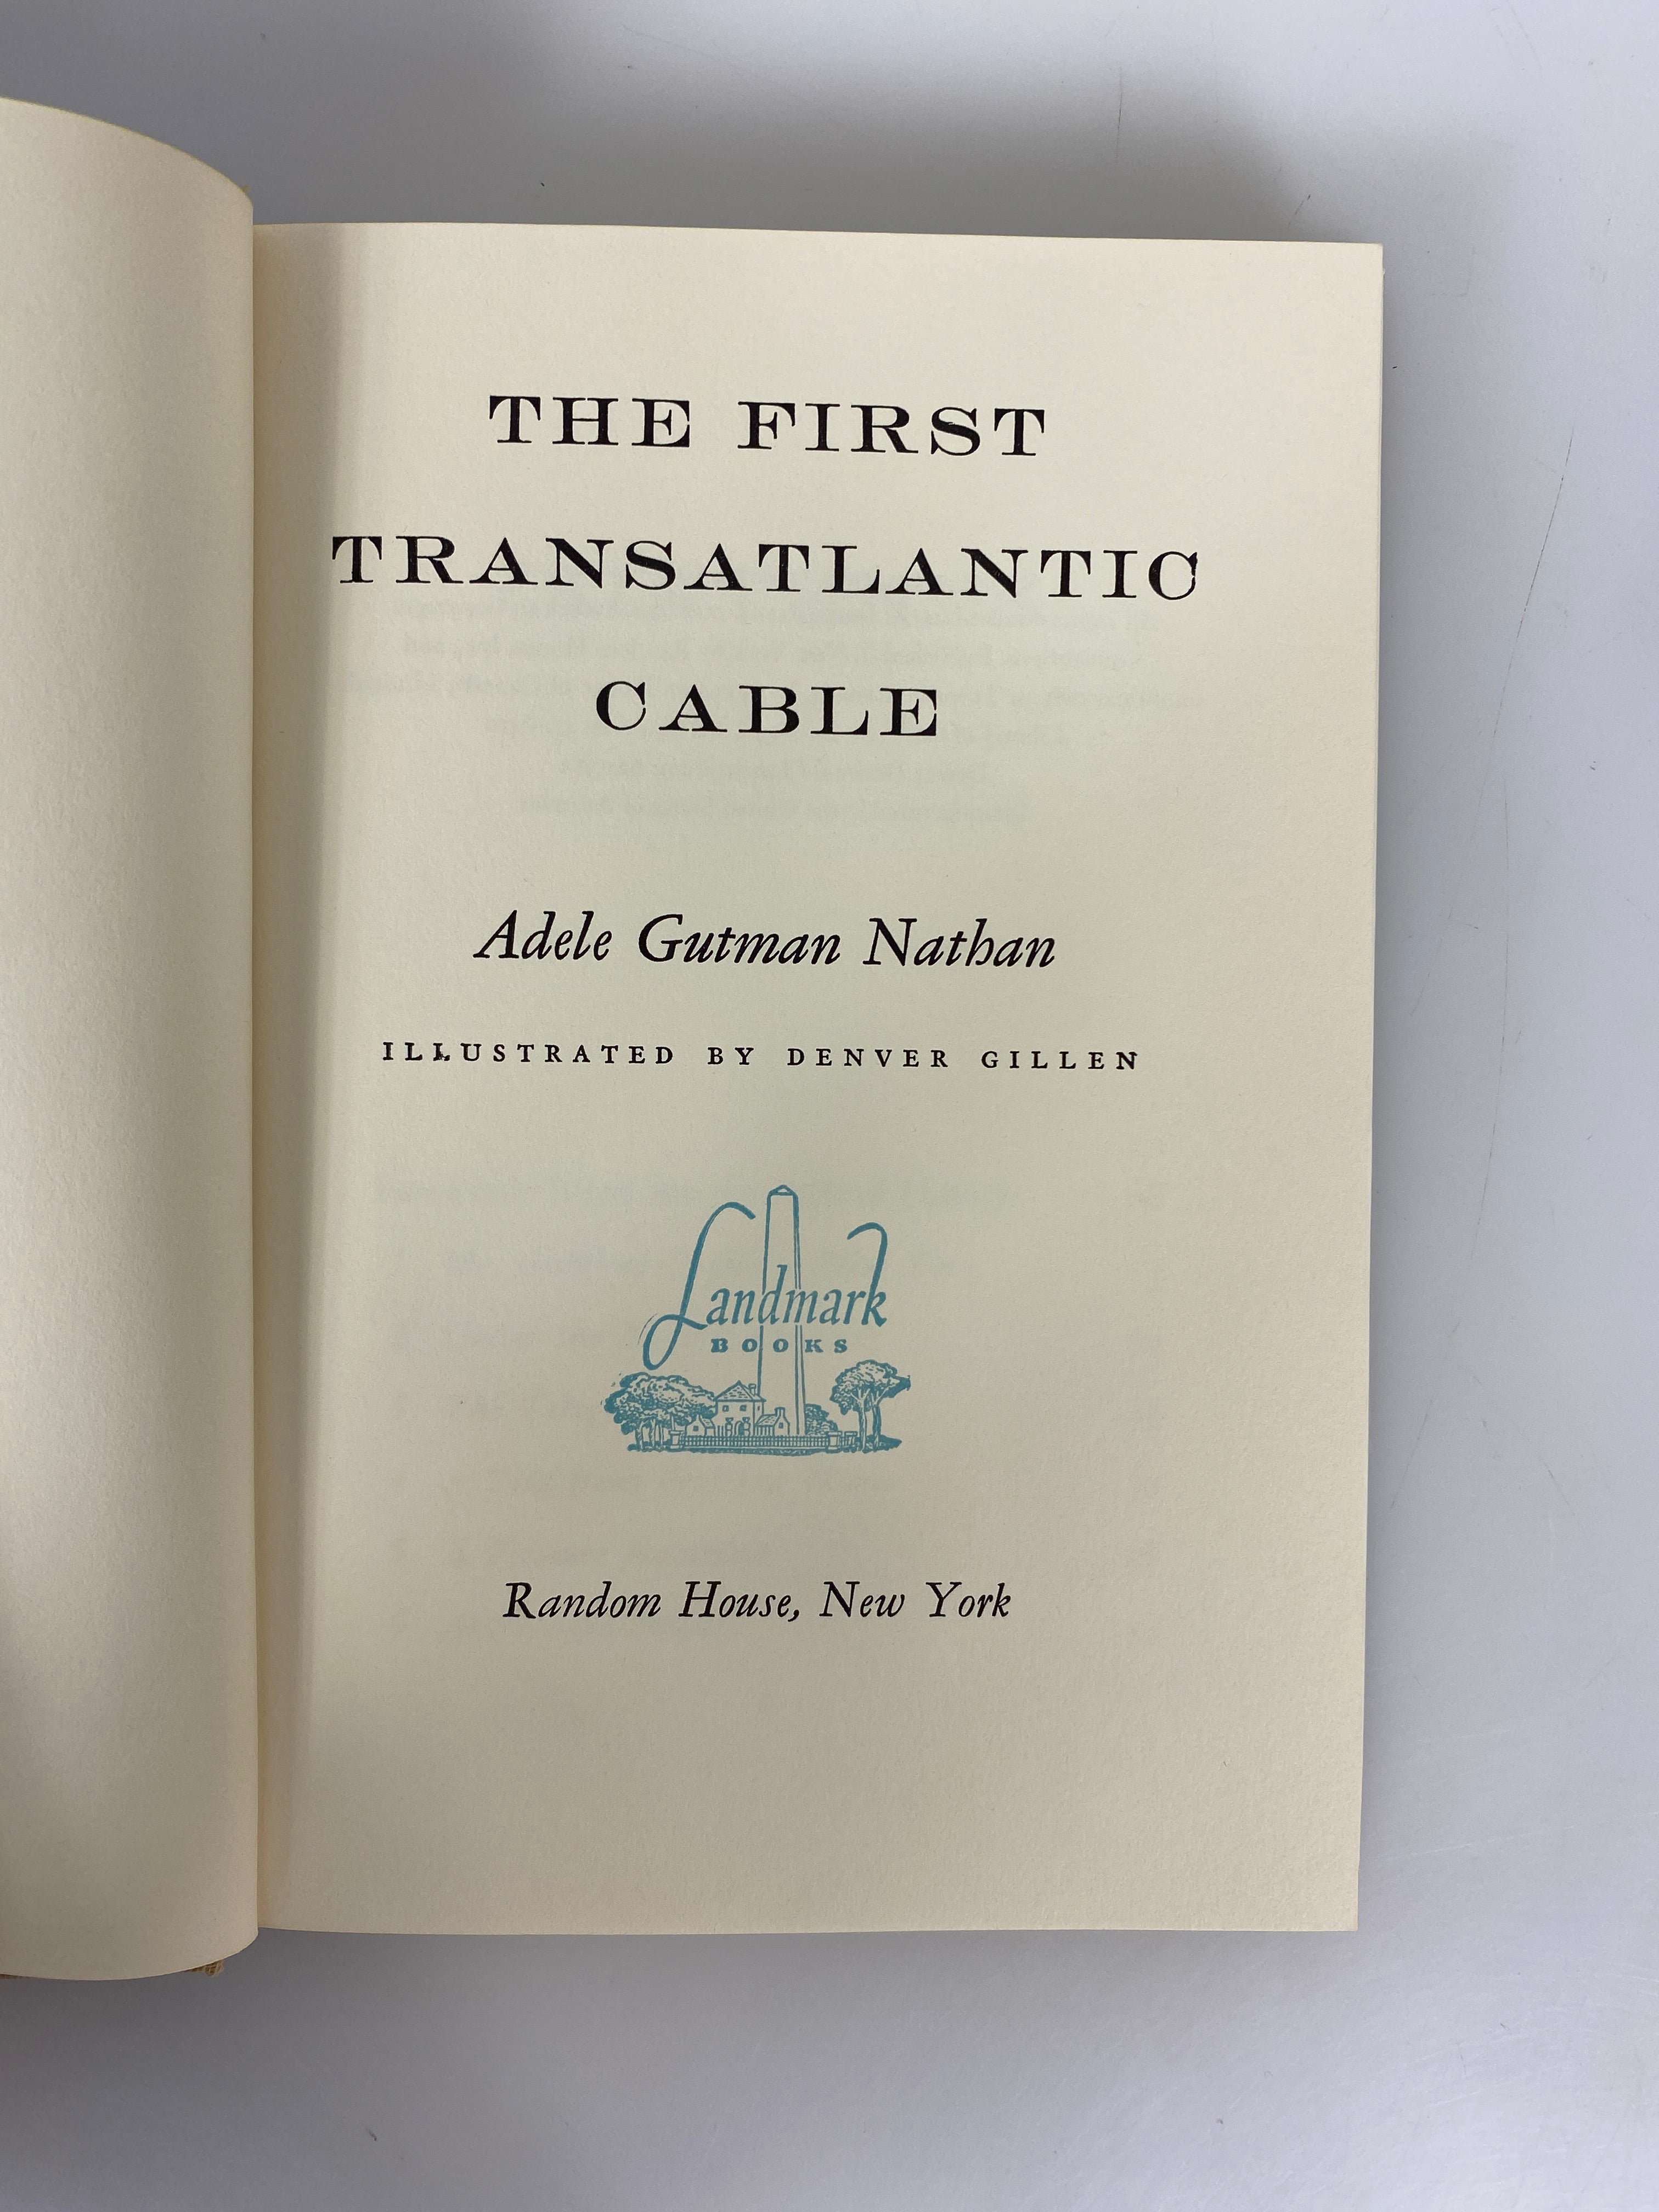 THE FIRST
TRANSATLANTIC
CABLE
Adele Gutman Nathan
ILLUSTRATED BY DENVER GILLEN
Landmark
BOOKS
Random House, New York